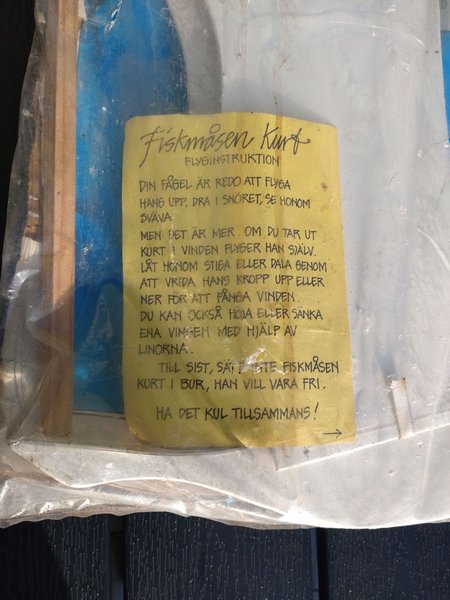 Fiskmåsen Kurt
FLYGINSTRUKTION
DIN FÅGEL ÄR REDO ATT FLYGA
HÄNG UPP, DRA I SNÖRET, SE HONOM
SVÄVA.
MEN DET ÄR MER. OM DU TAR UT
KURT I VINDEN FLYGER HAN SJÄLV.
LÅT HONOM STIGA ELLER DALA GENOM
ATT VRIDA HANS KROPP UPP ELLER
NER FÖR ATT FÅNGA VINDEN.
DU KAN OCKSÅ HÖJA ELLER SÄNKA
ENA VINGEN MED HJÄLP AV
LINORNA.
TILL SIST, SÄTT INTE FISKMÅSEN
KURT I BUR, HAN VILL VARA FRI.
HA DET KUL TILLSAMMANS!
→